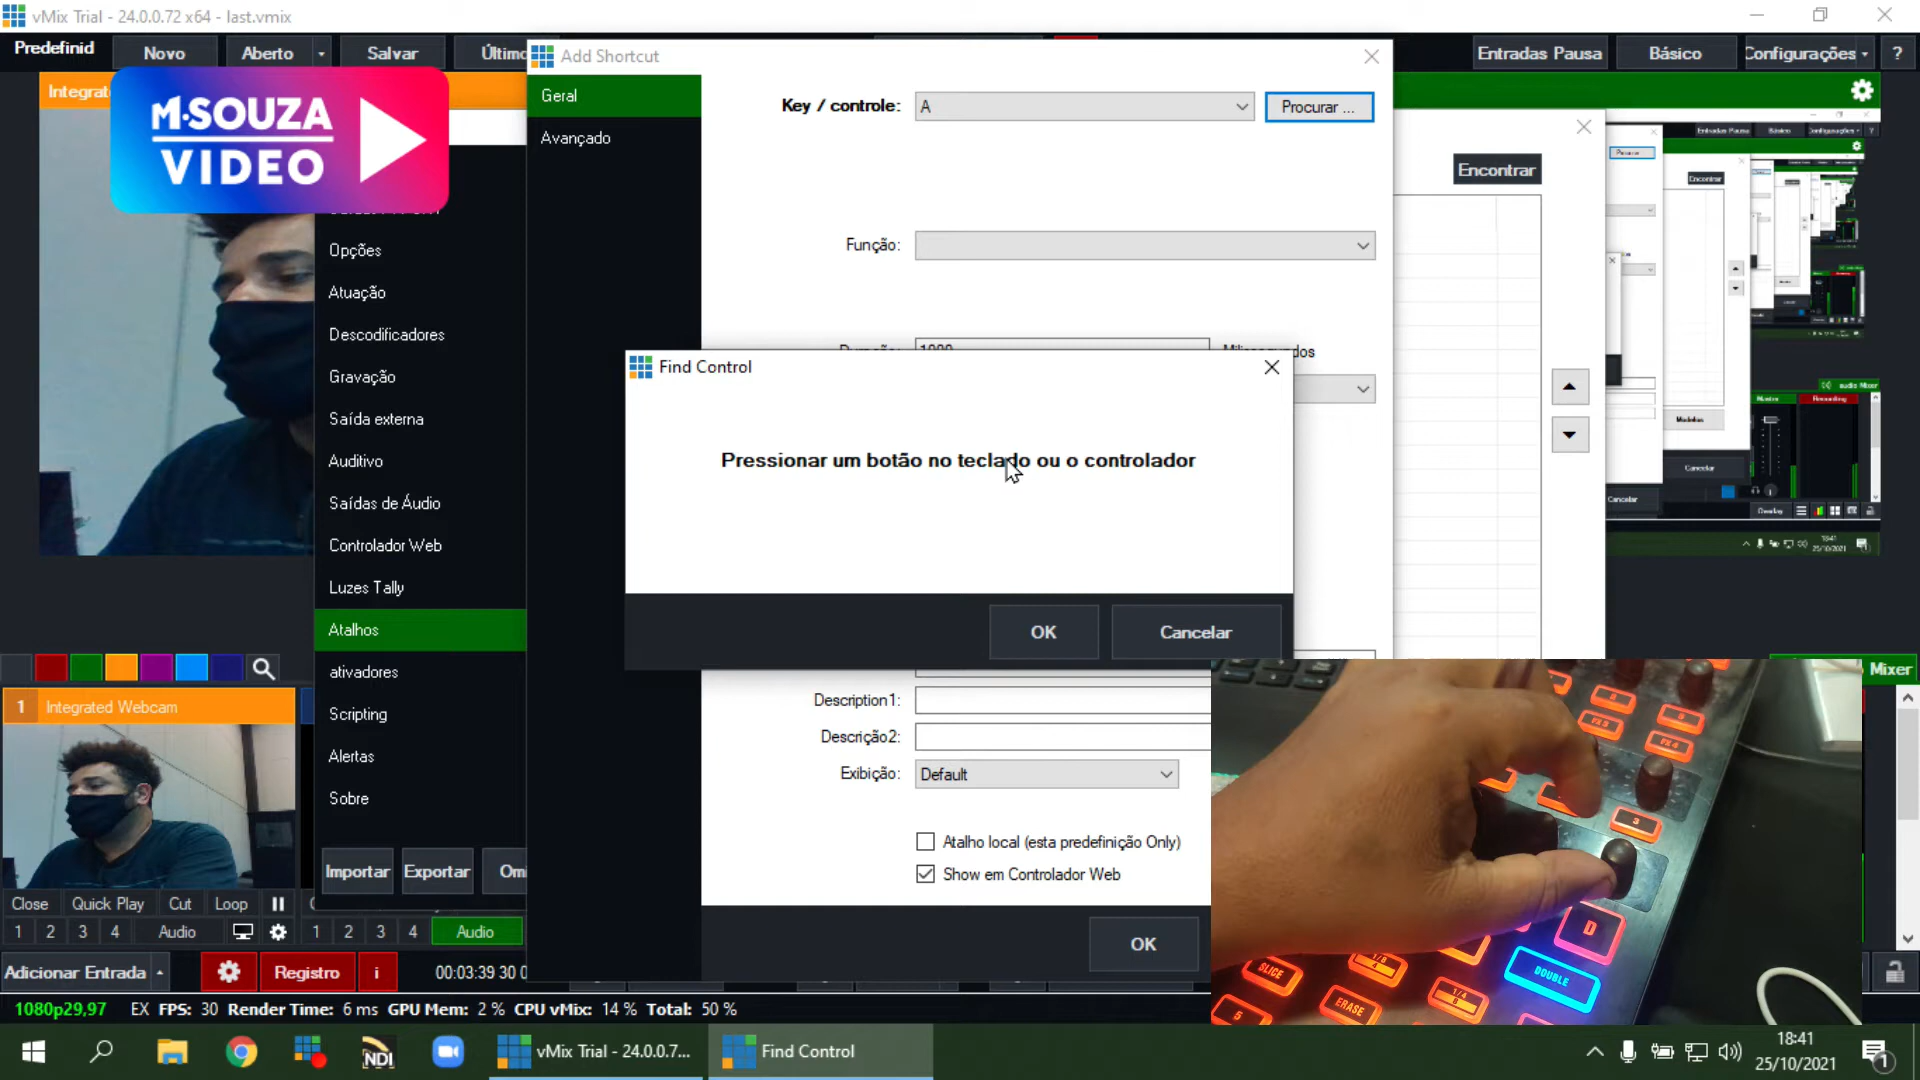 vMix Trial - 24.0.0.72 x64 - last.vmix
Predefinid
Novo
Aberto
Salvar
Último
Entradas Pausa
Básico
Configurações
?
M·SOUZA
VIDEO
Add Shortcut
Geral
Avançado
Key / controle:
A
Procurar ...
Encontrar
Função:
Find Control
Pressionar um botão no teclado ou o controlador
OK
Cancelar
Opções
Atuação
Descodificadores
Gravação
Saída externa
Auditivo
Saídas de Áudio
Controlador Web
Luzes Tally
Atalhos
ativadores
Scripting
Alertas
Sobre
Importar
Exportar
Description1:
Descrição2:
Exibição:
Default
Atalho local (esta predefinição Only)
Show em Controlador Web
OK
1
Integrated Webcam
Close
Quick Play
Cut
Loop
1 2 3 4 Audio
1 2 3 4 Audio
Mixer
Adicionar Entrada
Registro
i
00:03:39 30
1080p29,97
EX FPS: 30 Render Time: 6 ms GPU Mem: 2 % CPU vMix: 14 % Total: 50 %
3
D
DOUBLE
SLICE
ERASE
vMix Trial - 24.0.0.7...
Find Control
NDI
18:41
25/10/2021
1